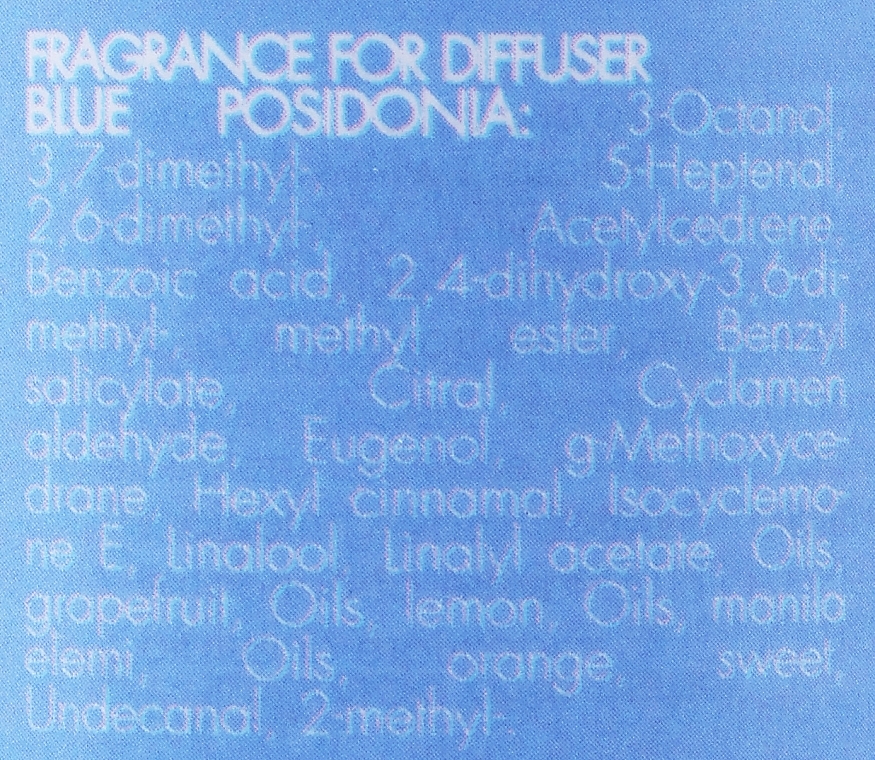 FRAGRANCE FOR DIFFUSER
BLUE POSIDONIA: 3-Octanol,
3,7-dimethyl-, 5-Heptenal,
2,6-dimethyl-, Acetylcedrene,
Benzoic acid, 2,4-dihydroxy-3,6-di-
methyl-, methyl ester, Benzyl
salicylate, Citral, Cyclamen
aldehyde, Eugenol, g-Methoxyce-
drane, Hexyl cinnamal, Isocyclemo-
ne E, Linalool, Linalyl acetate, Oils,
grapefruit, Oils, lemon, Oils, manila
elemi, Oils, orange, sweet,
Undecanal, 2-methyl-.